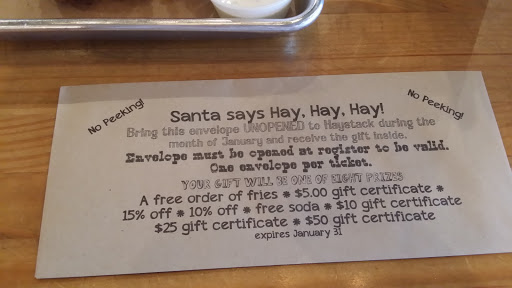 No Peeking!
No Peeking!
Santa says Hay, Hay, Hay!
Bring this envelope UNOPENED to Haystack during the
month of January and receive the gift inside.
Envelope must be opened at register to be valid.
One envelope per ticket.
YOUR GIFT WILL BE ONE OF EIGHT PRIZES
A free order of fries * $5.00 gift certificate *
15% off * 10% off * free soda * $10 gift certificate
$25 gift certificate * $50 gift certificate
expires January 31